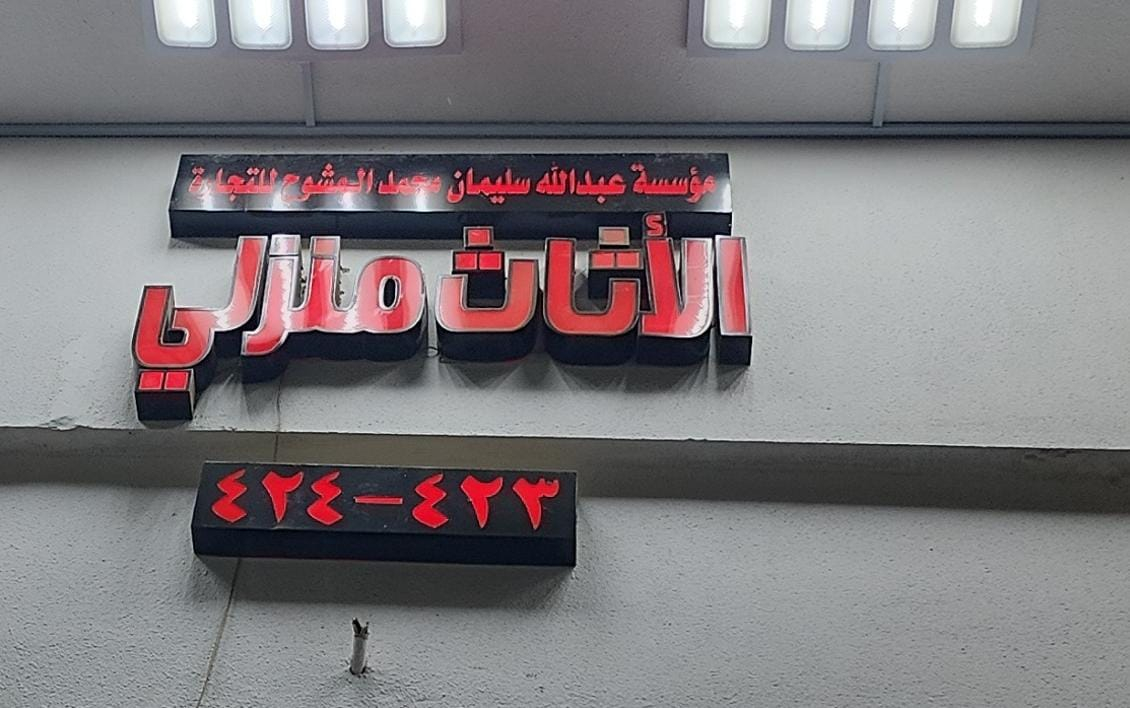 مؤسسة عبدالله سليمان محمد المشوح للتجارة
الأثاث منزلي
٤٢٤-٤٢٣